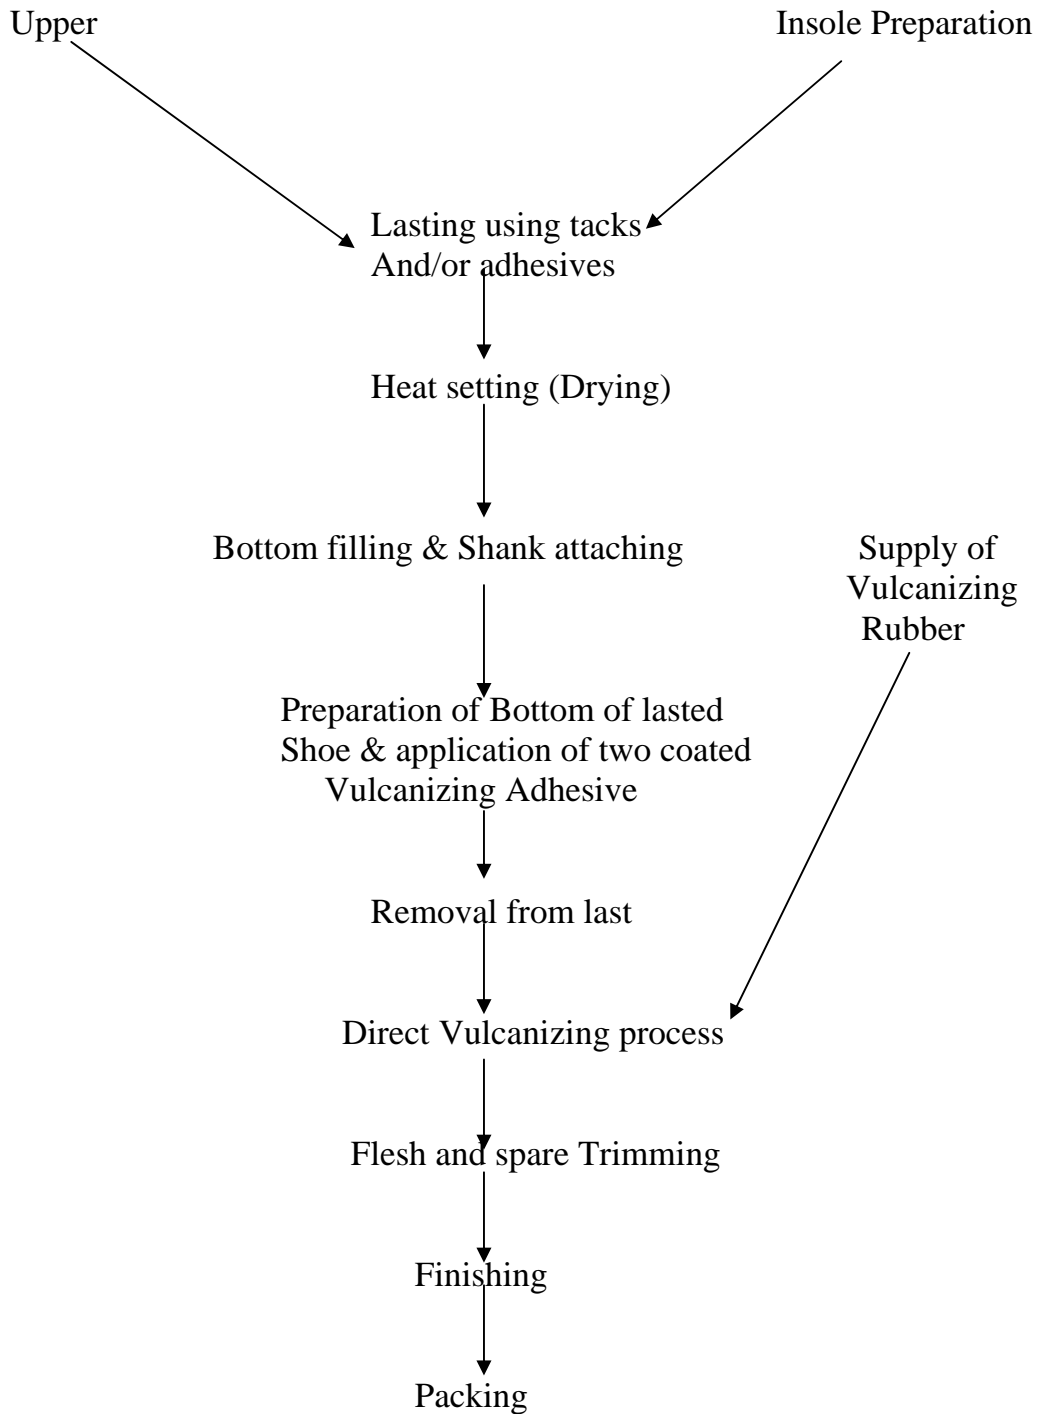 Upper
Insole Preparation
Lasting using tacks
And/or adhesives
Heat setting (Drying)
Bottom filling & Shank attaching
Supply of
Vulcanizing
Rubber
Preparation of Bottom of lasted
Shoe & application of two coated
Vulcanizing Adhesive
Removal from last
Direct Vulcanizing process
Flesh and spare Trimming
Finishing
Packing